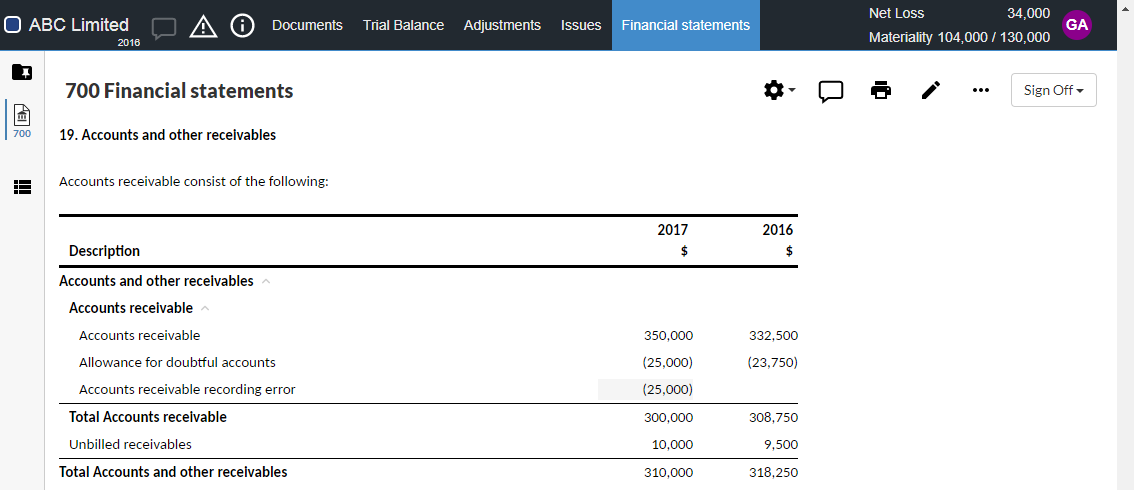 ABC Limited Documents Trial Balance Adjustments Issues Financial statements Net Loss 34,000 GA
2016 Materiality 104,000 / 130,000
700 Financial statements Sign Off
700
19. Accounts and other receivables
Accounts receivable consist of the following:
2017 2016
Description $ $
Accounts and other receivables
Accounts receivable
Accounts receivable 350,000 332,500
Allowance for doubtful accounts (25,000) (23,750)
Accounts receivable recording error (25,000)
Total Accounts receivable 300,000 308,750
Unbilled receivables 10,000 9,500
Total Accounts and other receivables 310,000 318,250